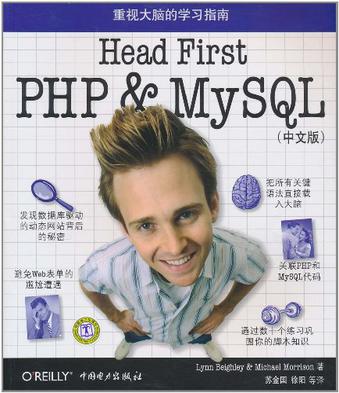 重视大脑的学习指南
Head First
PHP & MySQL
(中文版)
发现数据库驱动
的动态网站背后
的秘密
把所有关键
语法直接载
入大脑
避免Web表单的
尴尬遭遇
关联PHP和
MySQL代码
通过数十个练习巩
固你的脚本知识
Lynn Beighley & Michael Morrison 著
O'REILLY®
中国电力出版社
苏金国 徐阳 等译